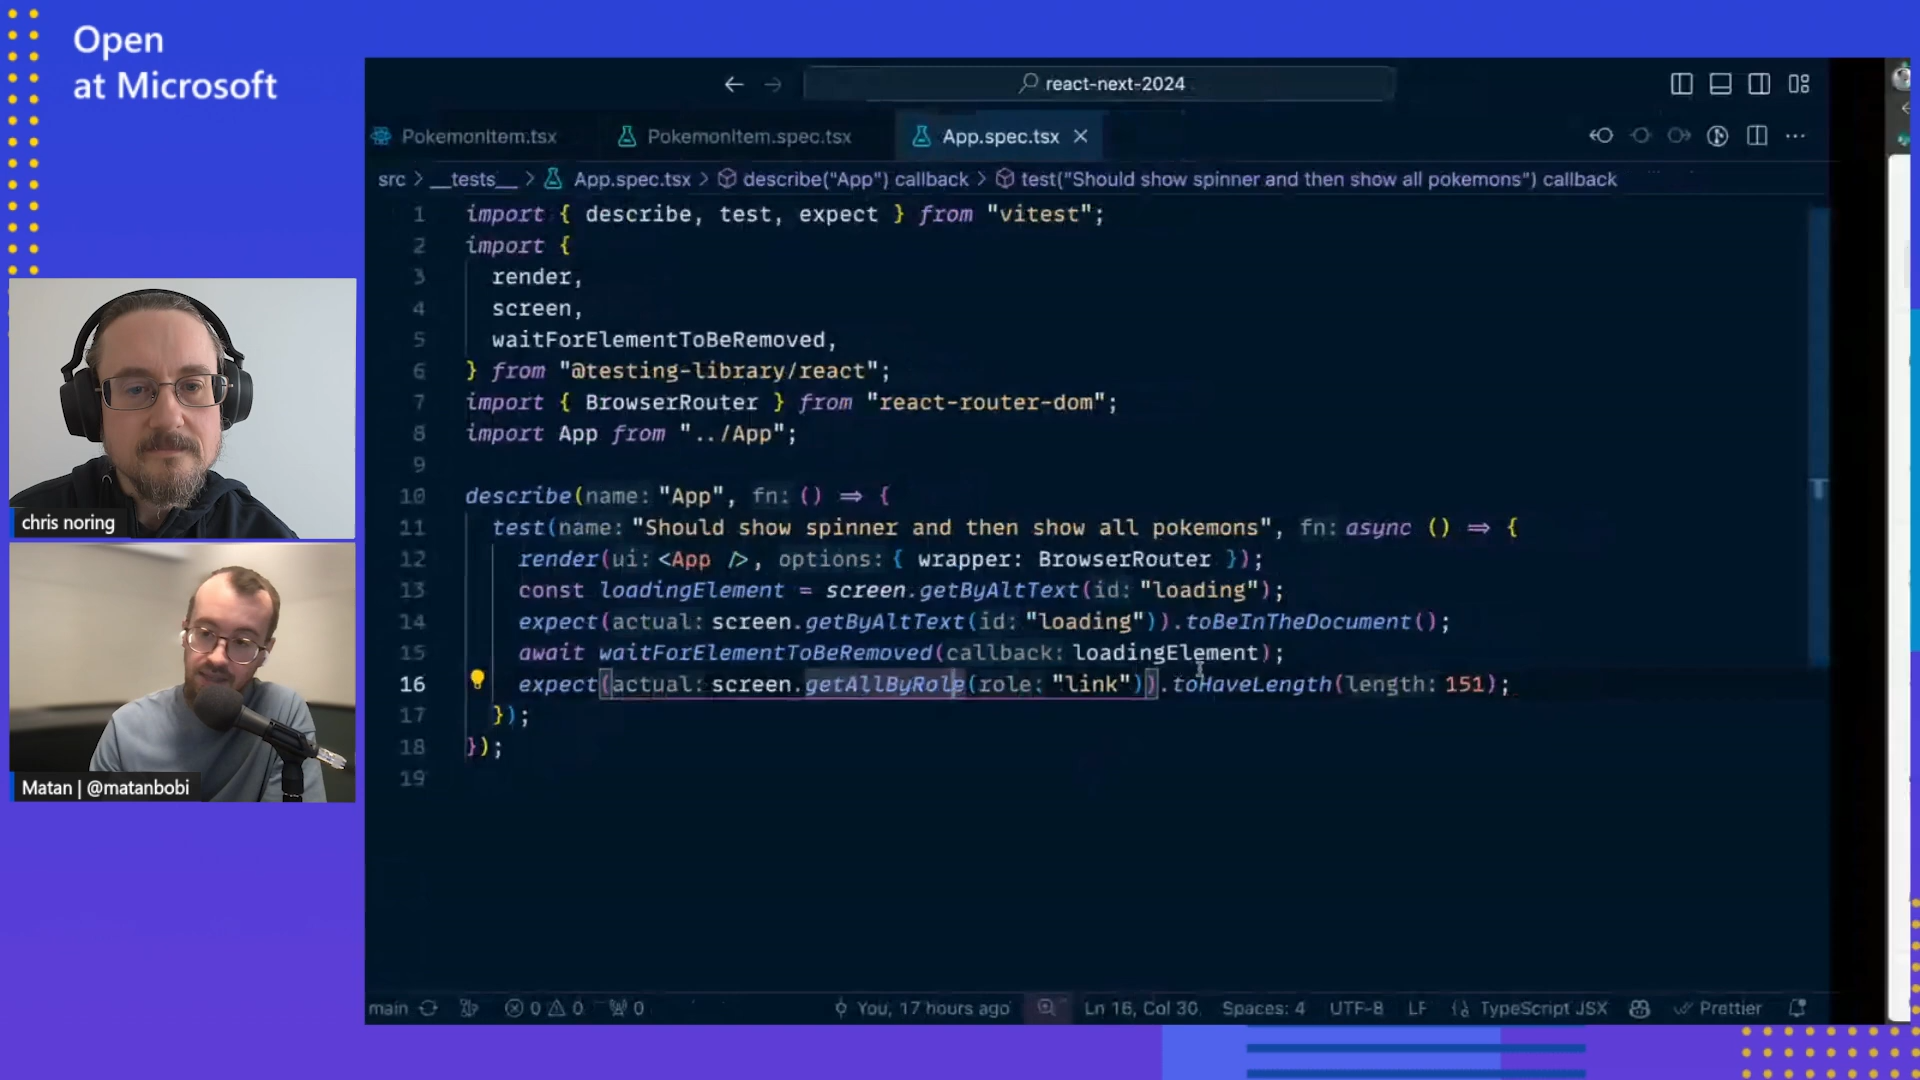 Open
at Microsoft
react-next-2024
PokemonItem.tsx
PokemonItem.spec.tsx
App.spec.tsx
src > __tests__ > App.spec.tsx > describe("App") callback > test("Should show spinner and then show all pokemons") callback
1 import { describe, test, expect } from "vitest";
2 import {
3 render,
4 screen,
5 waitForElementToBeRemoved,
6 } from "@testing-library/react";
7 import { BrowserRouter } from "react-router-dom";
8 import App from "../App";
9
10 describe(name: "App", fn: () => {
11 test(name: "Should show spinner and then show all pokemons", fn: async () => {
12 render(ui: <App />, options: { wrapper: BrowserRouter });
13 const loadingElement = screen.getByAltText(id: "loading");
14 expect(actual: screen.getByAltText(id: "loading")).toBeInTheDocument();
15 await waitForElementToBeRemoved(callback: loadingElement);
16 expect(actual: screen.getAllByRole(role: "link")).toHaveLength(length: 151);
17 });
18 });
19
chris noring
Matan | @matanbobi
main
0
0
0
You, 17 hours ago
Ln 16, Col 30
Spaces: 4
UTF-8
LF
TypeScript JSX
Prettier